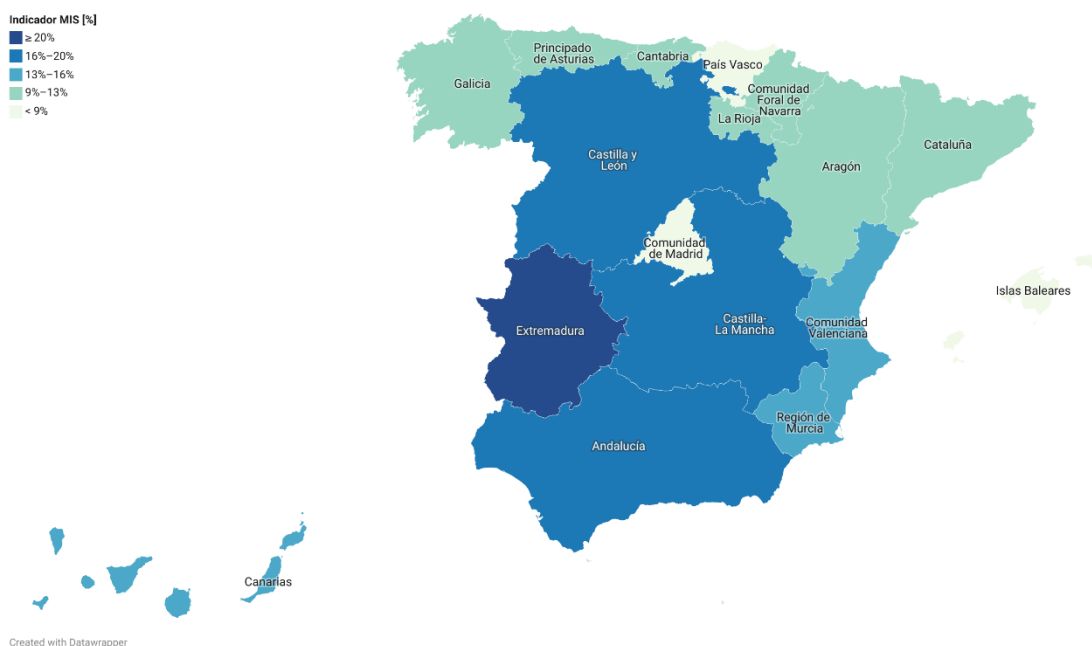 Indicador MIS [%]
≥ 20%
16%–20%
13%–16%
9%–13%
< 9%
Principado
de Asturias
Cantabria
País Vasco
Galicia
Comunidad
Foral de
Navarra
La Rioja
Castilla y
León
Aragón
Cataluña
Comunidad
de Madrid
Islas Baleares
Extremadura
Castilla-
La Mancha
Comunidad
Valenciana
Región de
Murcia
Andalucía
Canarias
Created with Datawrapper